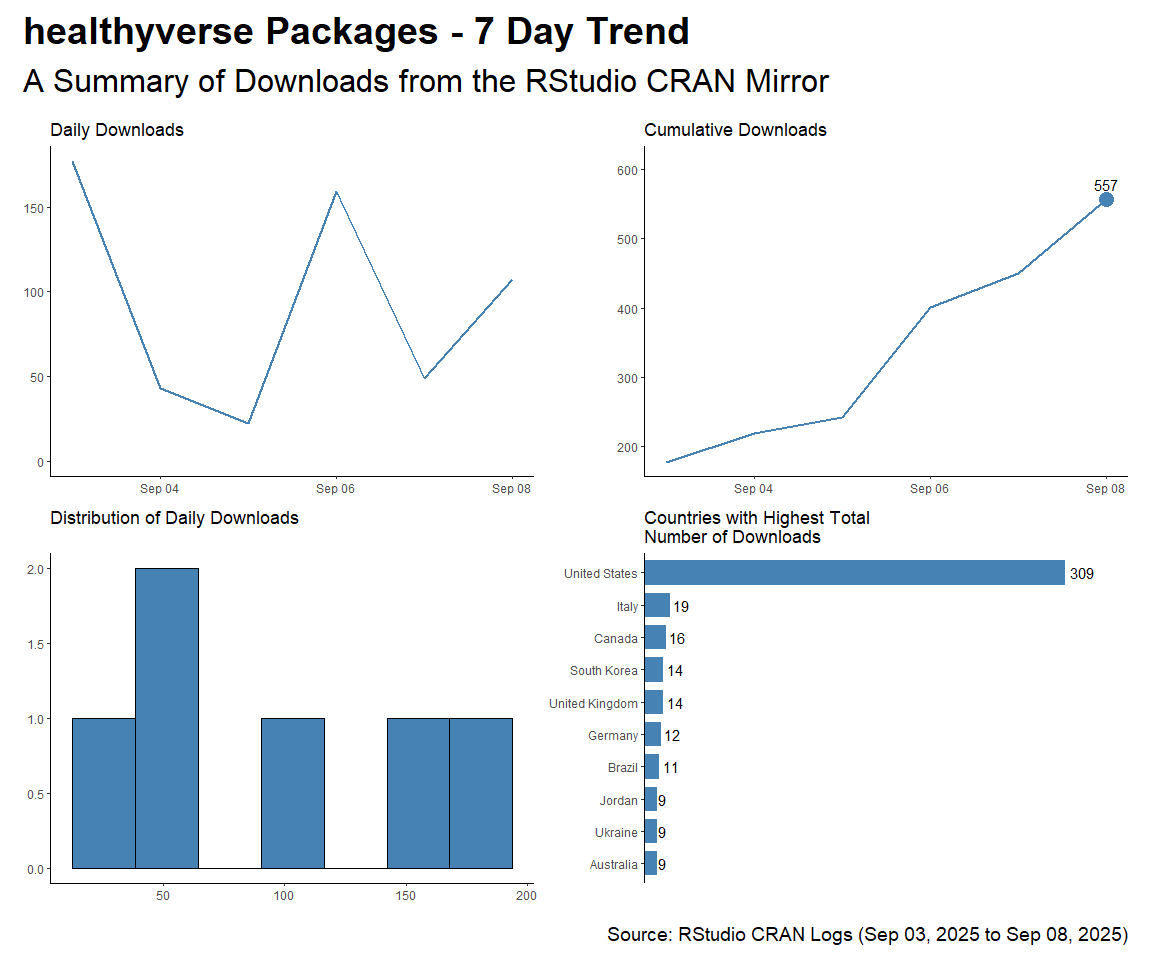 healthyverse Packages - 7 Day Trend
A Summary of Downloads from the RStudio CRAN Mirror
Daily Downloads
150
100
50
0
Sep 04
Sep 06
Sep 08
Cumulative Downloads
600
500
400
300
200
557
Sep 04
Sep 06
Sep 08
Distribution of Daily Downloads
2.0
1.5
1.0
0.5
0.0
50
100
150
200
Countries with Highest Total
Number of Downloads
United States 309
Italy 19
Canada 16
South Korea 14
United Kingdom 14
Germany 12
Brazil 11
Jordan 9
Ukraine 9
Australia 9
Source: RStudio CRAN Logs (Sep 03, 2025 to Sep 08, 2025)